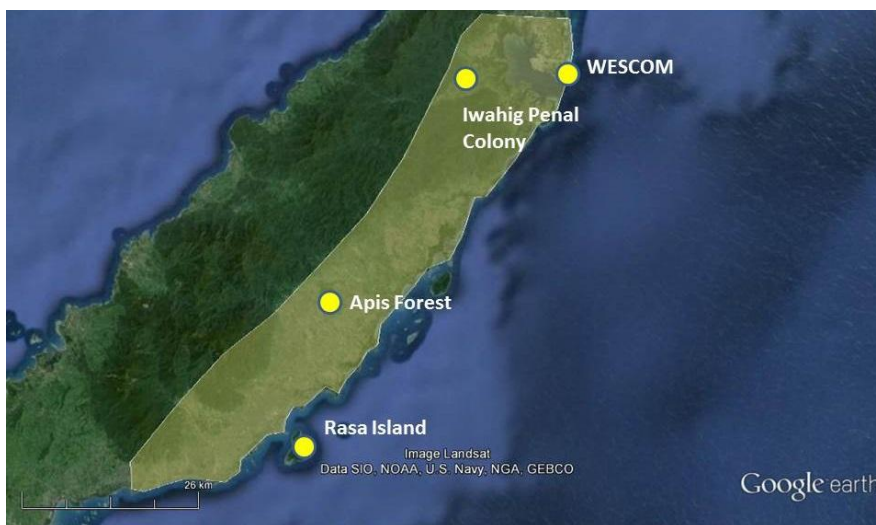 WESCOM
Iwahig Penal
Colony
Apis Forest
Rasa Island
Image Landsat
Data SIO, NOAA, U.S. Navy, NGA, GEBCO
26 km
Google earth